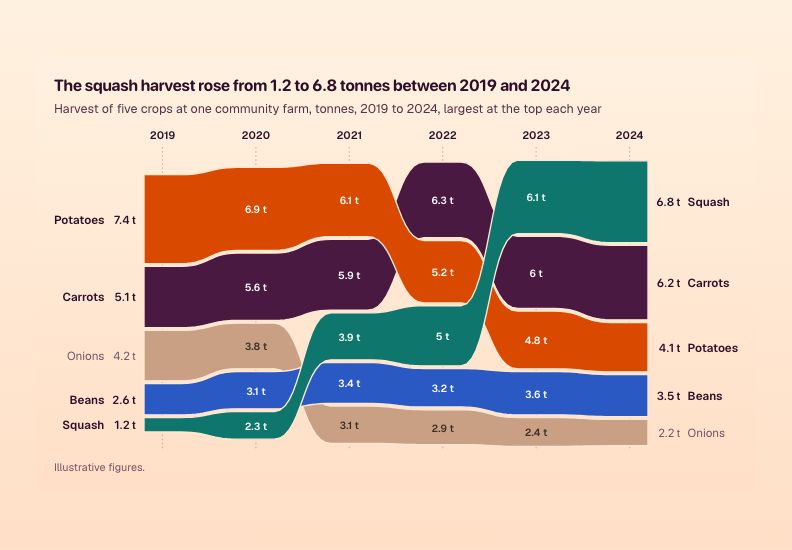 The squash harvest rose from 1.2 to 6.8 tonnes between 2019 and 2024
Harvest of five crops at one community farm, tonnes, 2019 to 2024, largest at the top each year
2019 2020 2021 2022 2023 2024
Potatoes 7.4 t
Carrots 5.1 t
Onions 4.2 t
Beans 2.6 t
Squash 1.2 t
6.9 t
5.6 t
3.8 t
3.1 t
2.3 t
6.1 t
5.9 t
3.9 t
3.4 t
3.1 t
6.3 t
5.2 t
5 t
3.2 t
2.9 t
6.1 t
6 t
4.8 t
3.6 t
2.4 t
6.8 t Squash
6.2 t Carrots
4.1 t Potatoes
3.5 t Beans
2.2 t Onions
Illustrative figures.